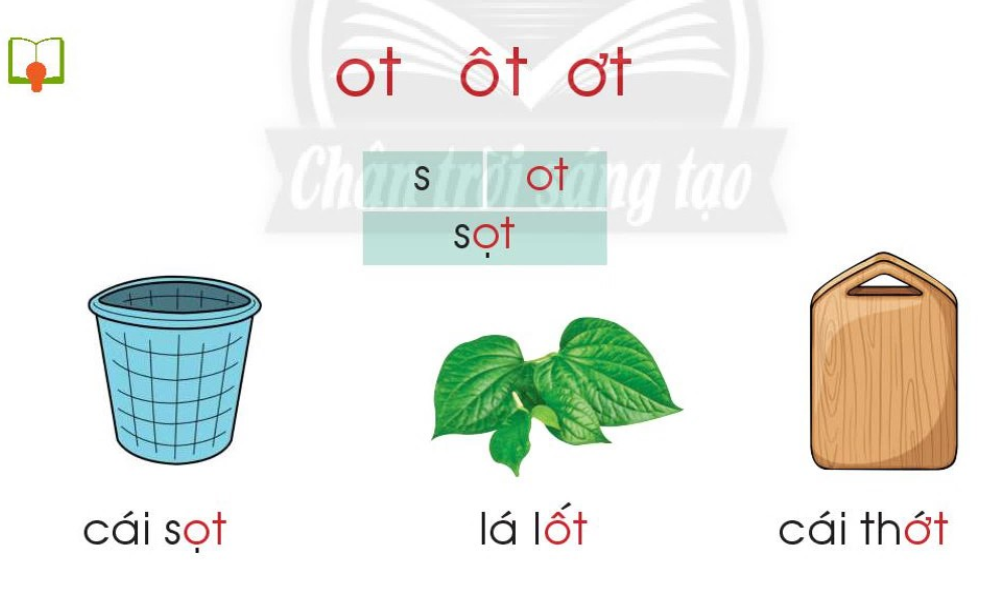 ot ôt ơt
Chân trời sáng tạo
s ot
sọt
cái sọt lá lốt cái thớt